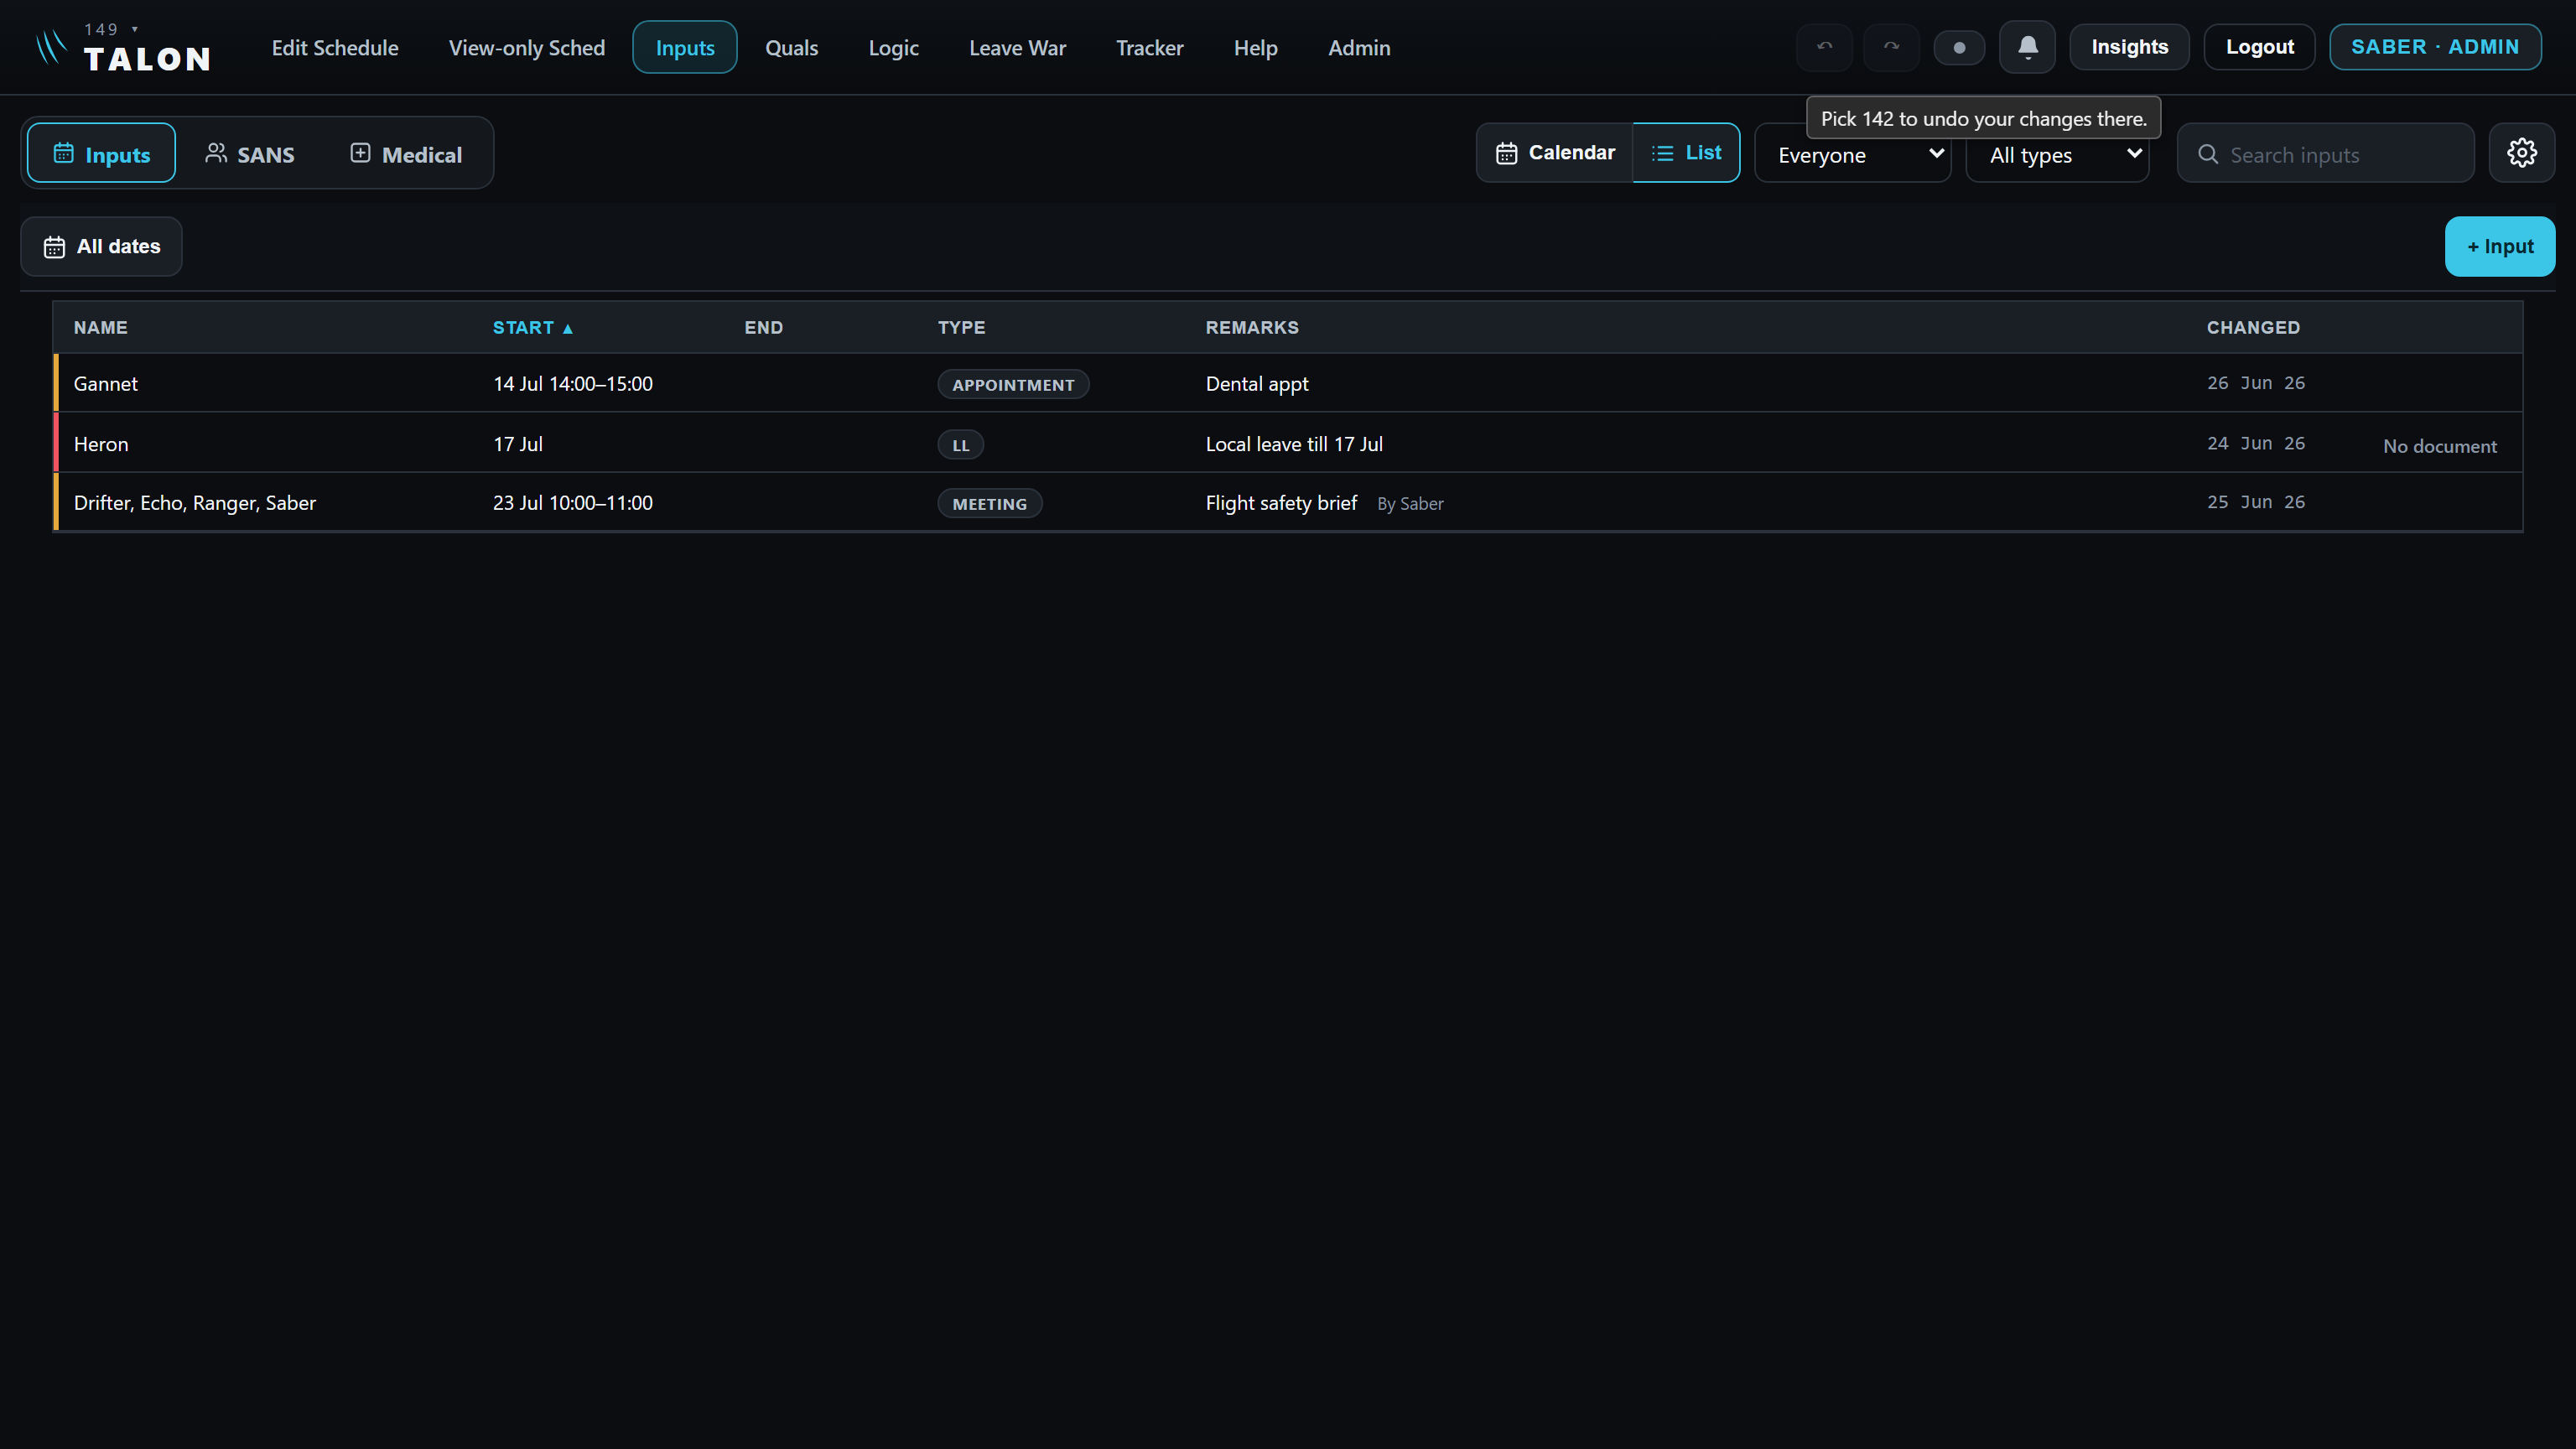 149 ▾
TALON
Edit Schedule
View-only Sched
Inputs
Quals
Logic
Leave War
Tracker
Help
Admin
Insights
Logout
SABER · ADMIN
Pick 142 to undo your changes there.
Inputs
SANS
Medical
Calendar
List
Everyone
All types
Search inputs
All dates
+ Input
NAME START ▲ END TYPE REMARKS CHANGED
Gannet 14 Jul 14:00–15:00 APPOINTMENT Dental appt 26 Jun 26
Heron 17 Jul LL Local leave till 17 Jul 24 Jun 26 No document
Drifter, Echo, Ranger, Saber 23 Jul 10:00–11:00 MEETING Flight safety brief By Saber 25 Jun 26